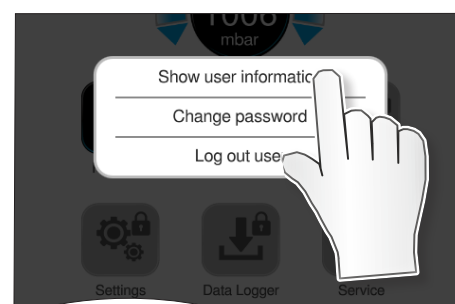 1006
mbar
Show user informatio
Change password
Log out use
Settings
Data Logger
Service